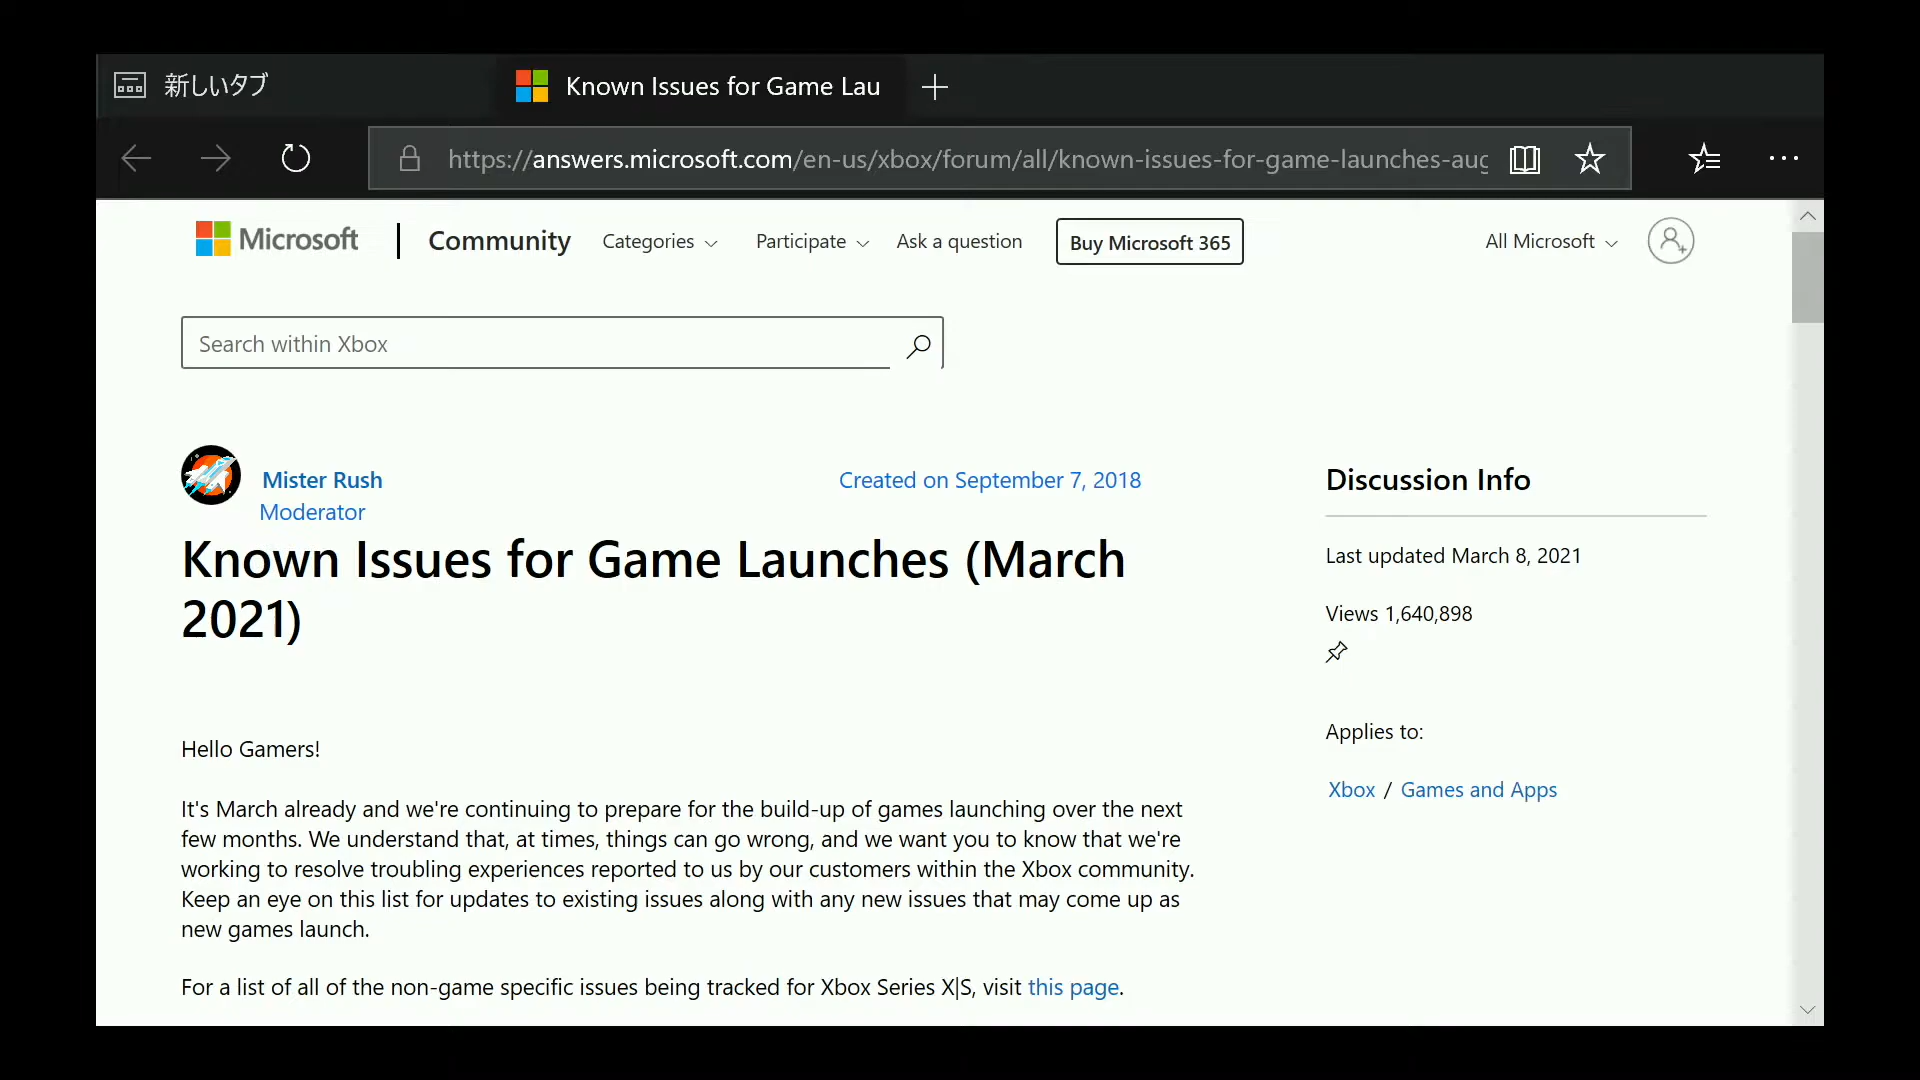 新しいタブ
Known Issues for Game Lau
https://answers.microsoft.com/en-us/xbox/forum/all/known-issues-for-game-launches-aug
Microsoft
Community
Categories
Participate
Ask a question
Buy Microsoft 365
All Microsoft
Search within Xbox
Mister Rush
Created on September 7, 2018
Moderator
Known Issues for Game Launches (March
2021)
Hello Gamers!
It's March already and we're continuing to prepare for the build-up of games launching over the next
few months. We understand that, at times, things can go wrong, and we want you to know that we're
working to resolve troubling experiences reported to us by our customers within the Xbox community.
Keep an eye on this list for updates to existing issues along with any new issues that may come up as
new games launch.
For a list of all of the non-game specific issues being tracked for Xbox Series X|S, visit this page.
Discussion Info
Last updated March 8, 2021
Views 1,640,898
Applies to:
Xbox / Games and Apps